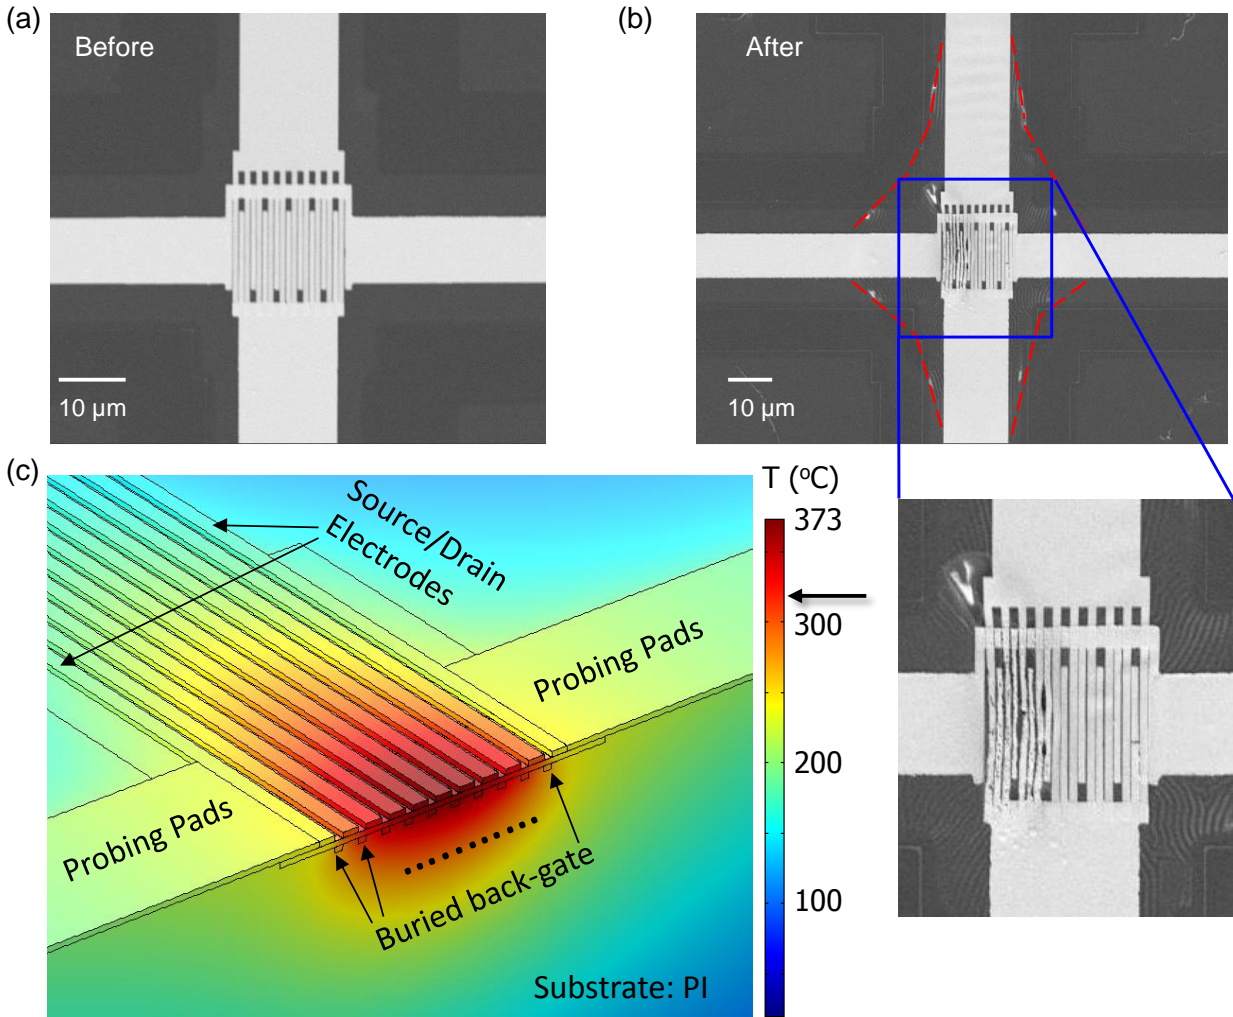 (a)
Before
10 μm
(b)
After
10 μm
(c)
Source/Drain
Electrodes
Probing Pads
Probing Pads
Buried back-gate
Substrate: PI
T (ºC)
373
300
200
100